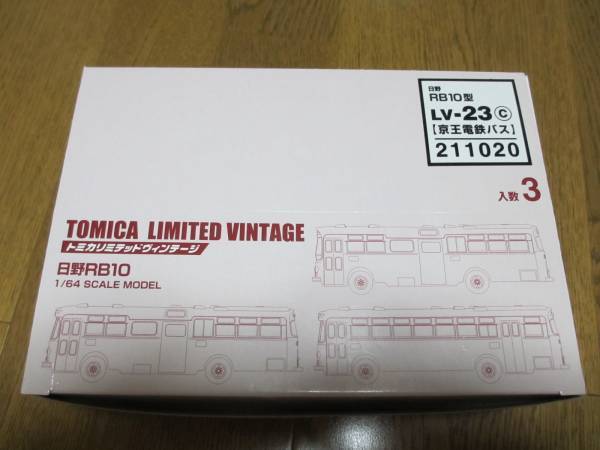 日野
RB10型
LV-23©
【京王電鉄バス】
211020
入数3
TOMICA LIMITED VINTAGE
トミカリミテッドヴィンテージ
日野RB10
1/64 SCALE MODEL